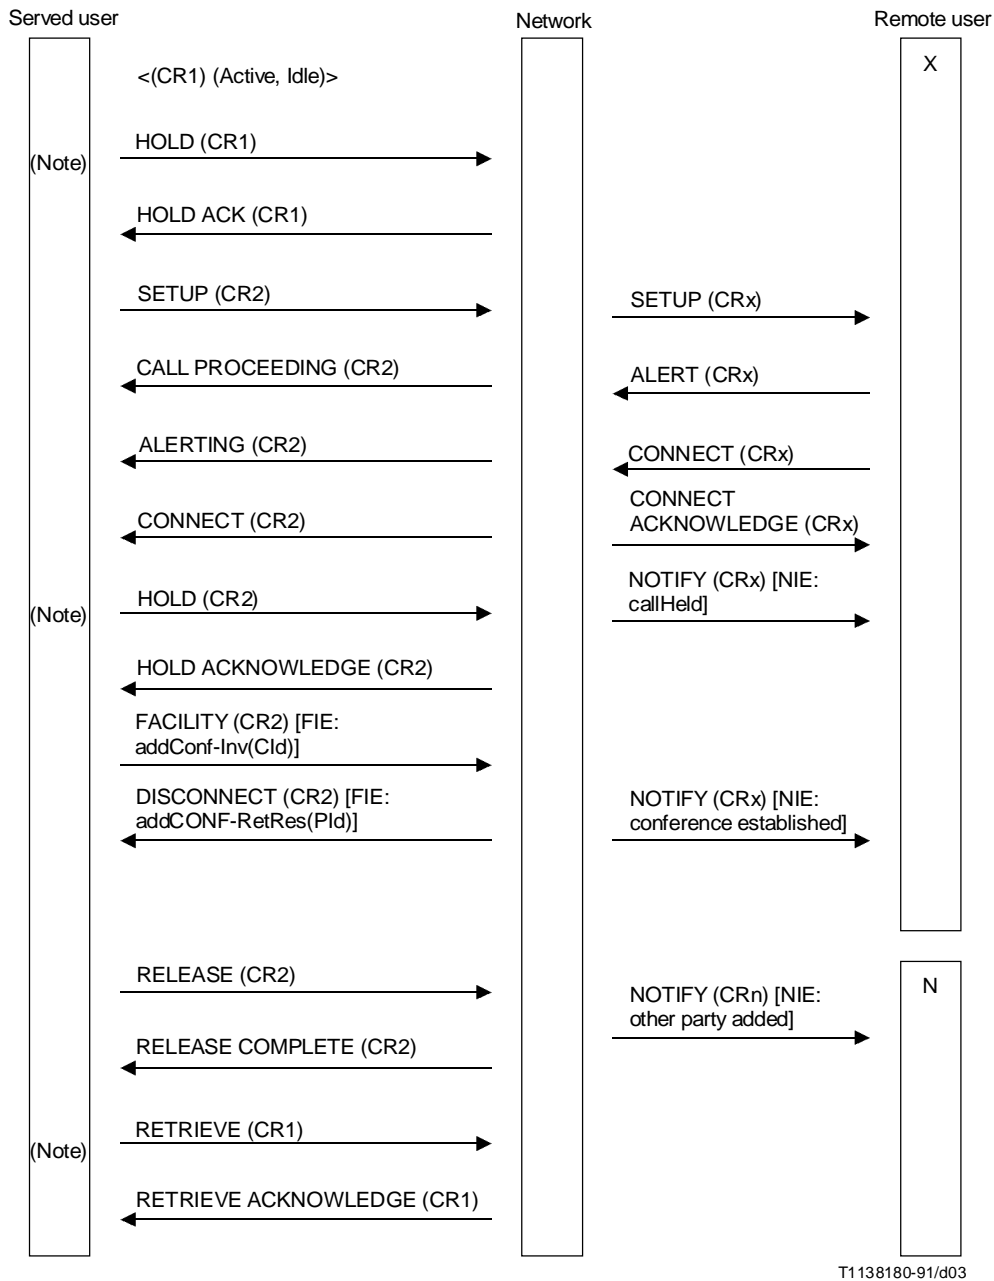 Served user
Network
Remote user
<(CR1) (Active, Idle)>
X
HOLD (CR1)
(Note)
HOLD ACK (CR1)
SETUP (CR2)
SETUP (CRx)
CALL PROCEEDING (CR2)
ALERT (CRx)
ALERTING (CR2)
CONNECT (CRx)
CONNECT
ACKNOWLEDGE (CRx)
CONNECT (CR2)
NOTIFY (CRx) [NIE:
callHeld]
HOLD (CR2)
(Note)
HOLD ACKNOWLEDGE (CR2)
FACILITY (CR2) [FIE:
addConf-Inv(CId)]
DISCONNECT (CR2) [FIE:
addCONF-RetRes(PId)]
NOTIFY (CRx) [NIE:
conference established]
RELEASE (CR2)
N
NOTIFY (CRn) [NIE:
other party added]
RELEASE COMPLETE (CR2)
RETRIEVE (CR1)
(Note)
RETRIEVE ACKNOWLEDGE (CR1)
T1138180-91/d03